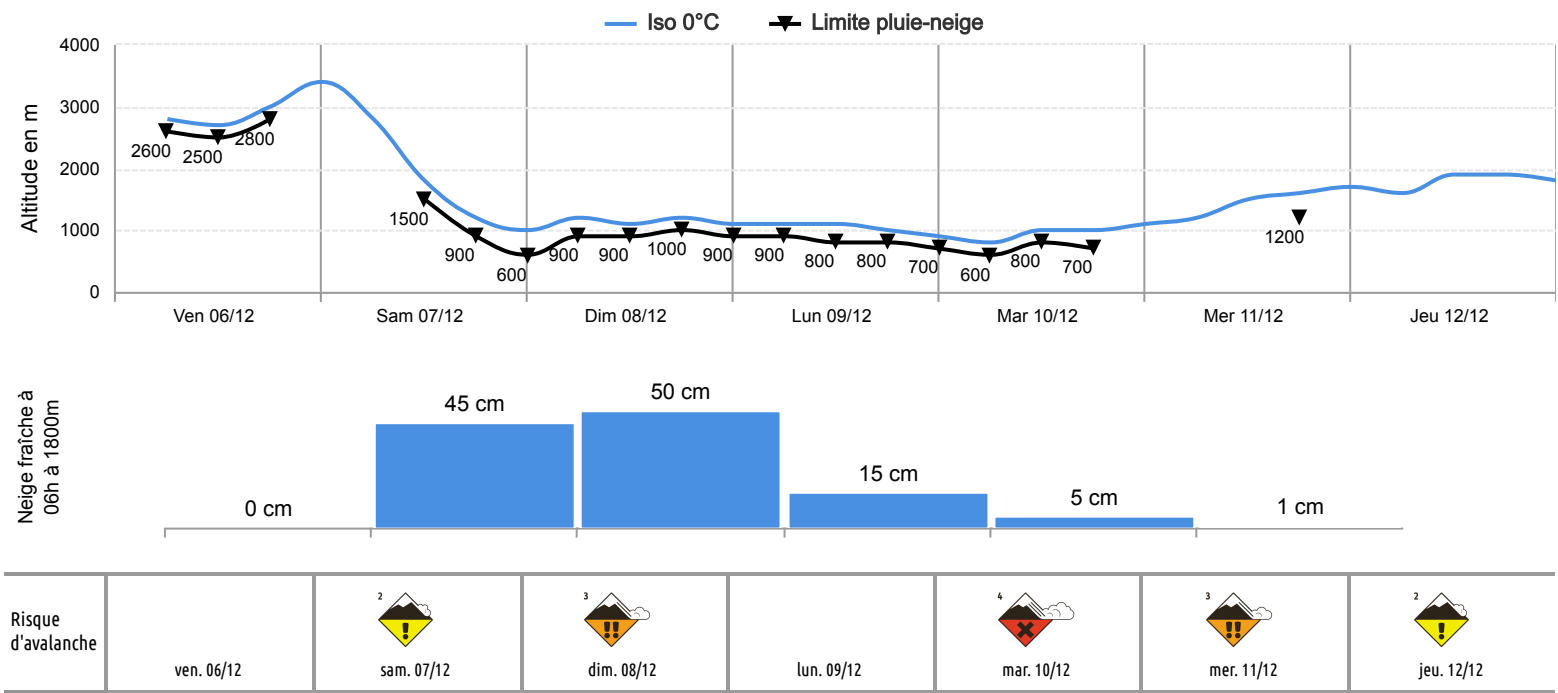 Iso 0°C Limite pluie-neige
Altitude en m
4000
3000
2000
1000
0
2600 2500 2800 1500 900 600 900 900 1000 900 900 800 800 700 600 800 700 1200
Ven 06/12 Sam 07/12 Dim 08/12 Lun 09/12 Mar 10/12 Mer 11/12 Jeu 12/12
Neige fraîche à
06h à 1800m
0 cm 45 cm 50 cm 15 cm 5 cm 1 cm
Risque
d'avalanche
2 3 4 3 2
! !! !! !
ven. 06/12 sam. 07/12 dim. 08/12 lun. 09/12 mar. 10/12 mer. 11/12 jeu. 12/12